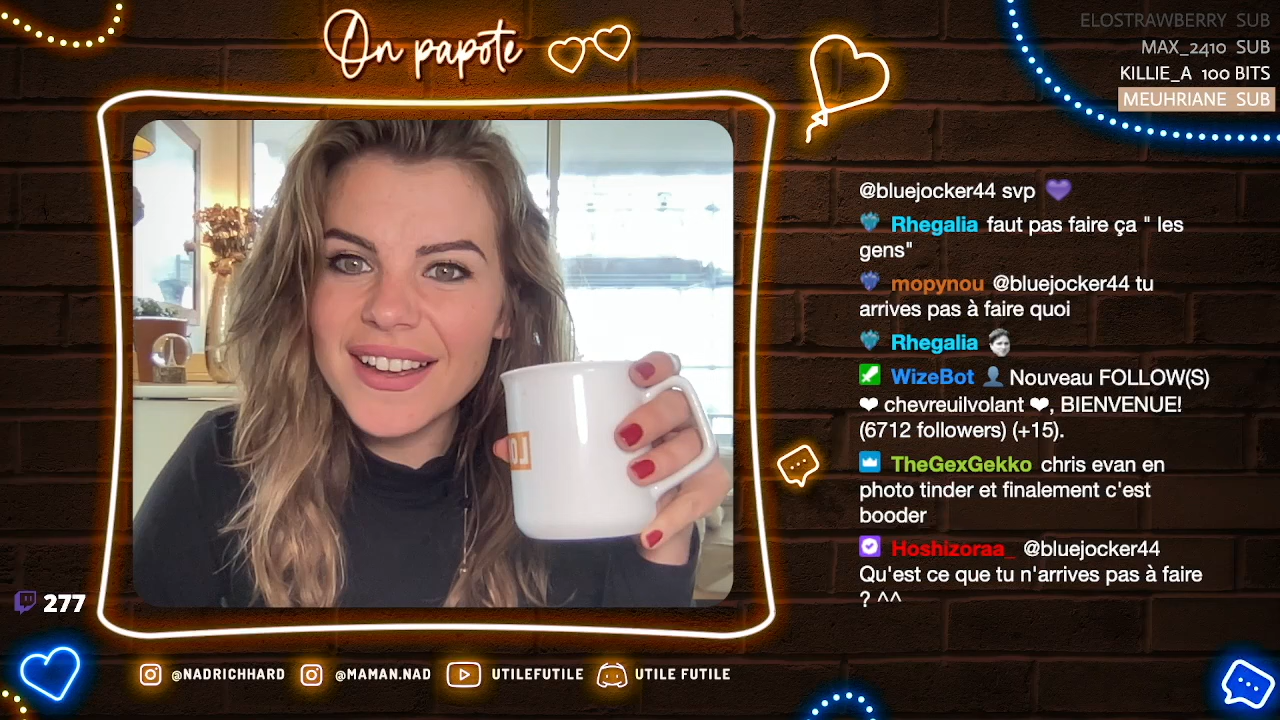 On papote
ELOSTRAWBERRY SUB
MAX_2410 SUB
KILLIE_A 100 BITS
MEUHRIANE SUB
@bluejocker44 svp
Rhegalia faut pas faire ça " les
gens"
mopynou @bluejocker44 tu
arrives pas à faire quoi
Rhegalia
WizeBot Nouveau FOLLOW(S)
❤ chevreuilvolant ❤, BIENVENUE!
(6712 followers) (+15).
TheGexGekko chris evan en
photo tinder et finalement c'est
booder
Hoshizoraa_ @bluejocker44
Qu'est ce que tu n'arrives pas à faire
? ^^
277
@NADRICHHARD @MAMAN.NAD UTILEFUTILE UTILE FUTILE